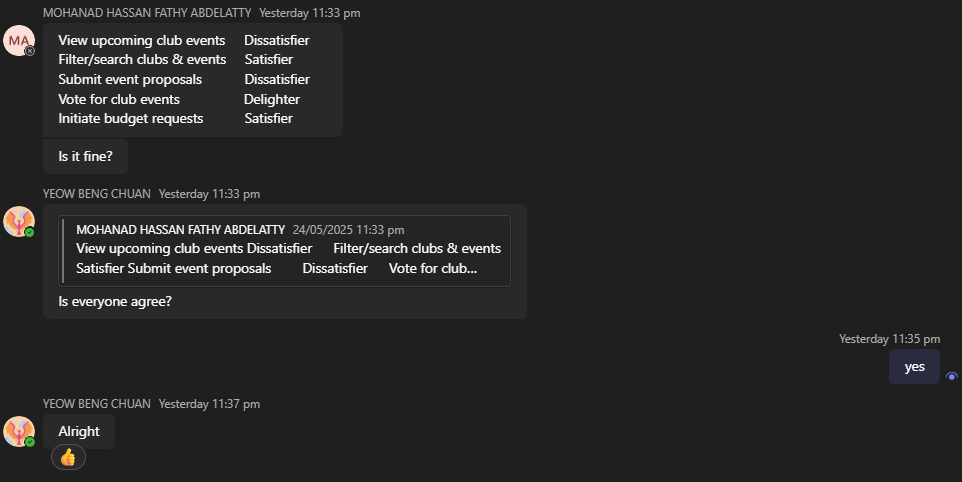 MOHANAD HASSAN FATHY ABDELATTY Yesterday 11:33 pm
MA
View upcoming club events Dissatisfier
Filter/search clubs & events Satisfier
Submit event proposals Dissatisfier
Vote for club events Delighter
Initiate budget requests Satisfier
Is it fine?
YEOW BENG CHUAN Yesterday 11:33 pm
MOHANAD HASSAN FATHY ABDELATTY 24/05/2025 11:33 pm
View upcoming club events Dissatisfier Filter/search clubs & events
Satisfier Submit event proposals Dissatisfier Vote for club...
Is everyone agree?
Yesterday 11:35 pm
yes
YEOW BENG CHUAN Yesterday 11:37 pm
Alright